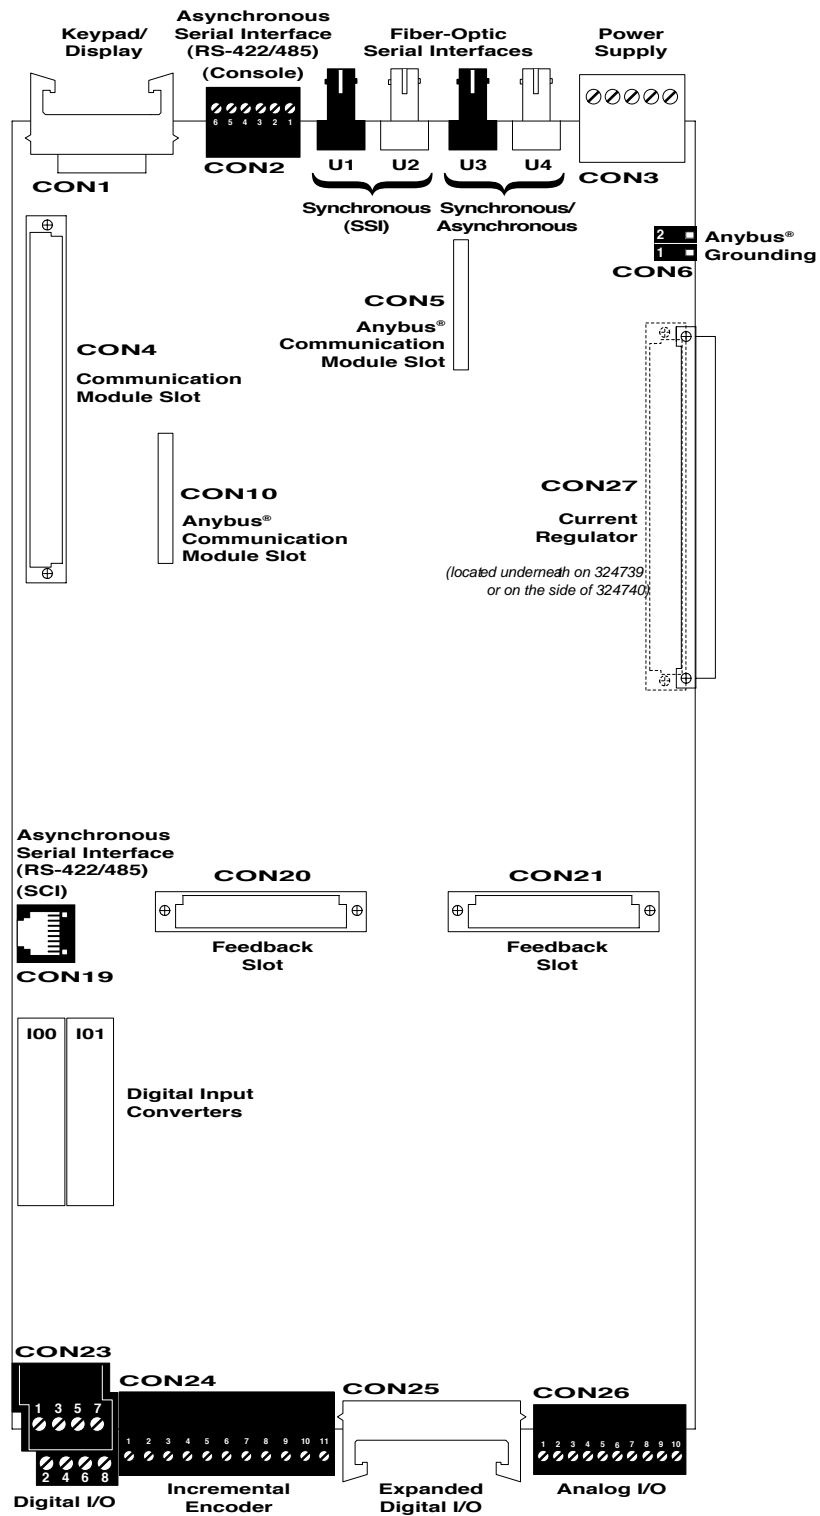 Keypad/
Display
Asynchronous
Serial Interface
(RS-422/485)
(Console)
Fiber-Optic
Serial Interfaces
Power
Supply
6 5 4 3 2 1
CON1
CON2
U1
U2
U3
U4
CON3
Synchronous
(SSI)
Synchronous/
Asynchronous
2
1
Anybus®
Grounding
CON6
CON5
Anybus®
Communication
Module Slot
CON4
Communication
Module Slot
CON10
Anybus®
Communication
Module Slot
CON27
Current
Regulator
(located underneath on 324739
or on the side of 324740)
Asynchronous
Serial Interface
(RS-422/485)
(SCI)
CON19
CON20
Feedback
Slot
CON21
Feedback
Slot
I00
I01
Digital Input
Converters
CON23
1 3 5 7
2 4 6 8
Digital I/O
CON24
1 2 3 4 5 6 7 8 9 10 11
Incremental
Encoder
CON25
Expanded
Digital I/O
CON26
1 2 3 4 5 6 7 8 9 10
Analog I/O